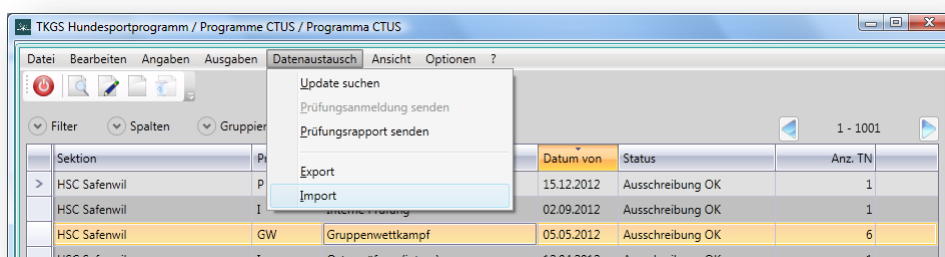 TKGS Hundesportprogramm / Programme CTUS / Programma CTUS
Datei Bearbeiten Angaben Ausgaben Datenaustausch Ansicht Optionen ?
Update suchen
Prüfungsanmeldung senden
Prüfungsrapport senden
Export
Import
Filter Spalten 1 - 1001
Sektion Datum von Status Anz. TN
> HSC Safenwil P 15.12.2012 Ausschreibung OK 1
HSC Safenwil I Interne Prüfung 02.09.2012 Ausschreibung OK 1
HSC Safenwil GW Gruppenwettkampf 05.05.2012 Ausschreibung OK 6